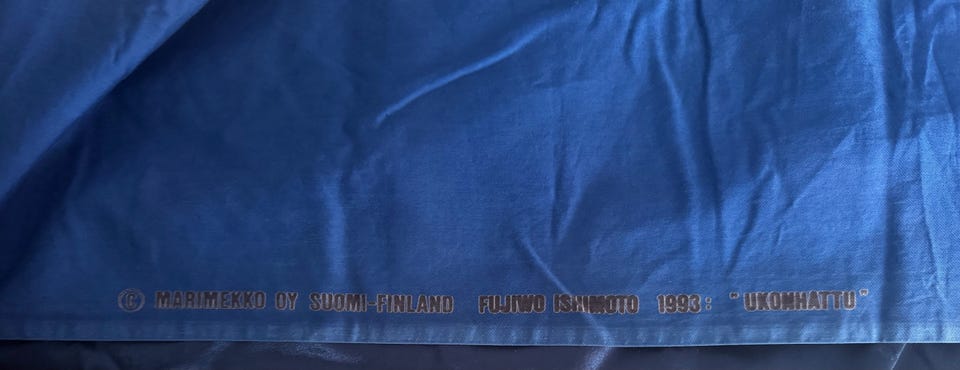 © MARIMEKKO OY SUOMI-FINLAND FUJIWO ISHIMOTO 1993: "UKONHATTU"